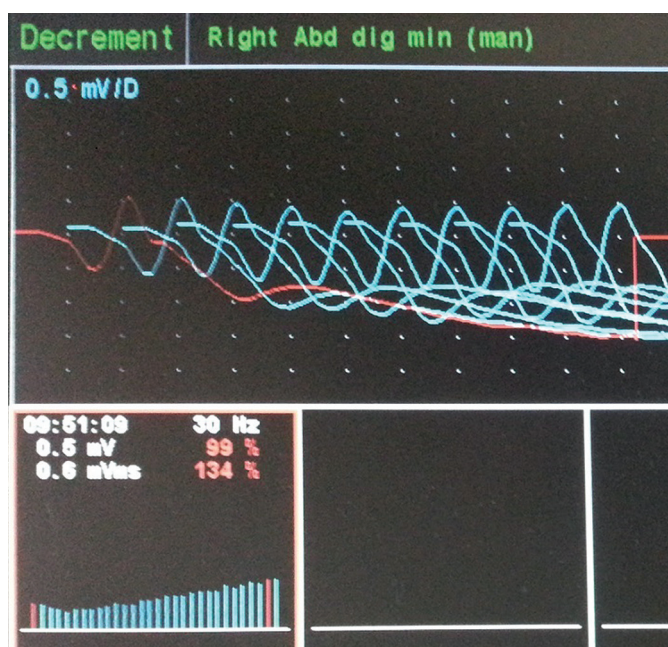 Decrement
Right Abd dig min (man)
0.5 mV/D
09:51:09 30 Hz
0.5 mV 99 %
0.6 mVms 134 %